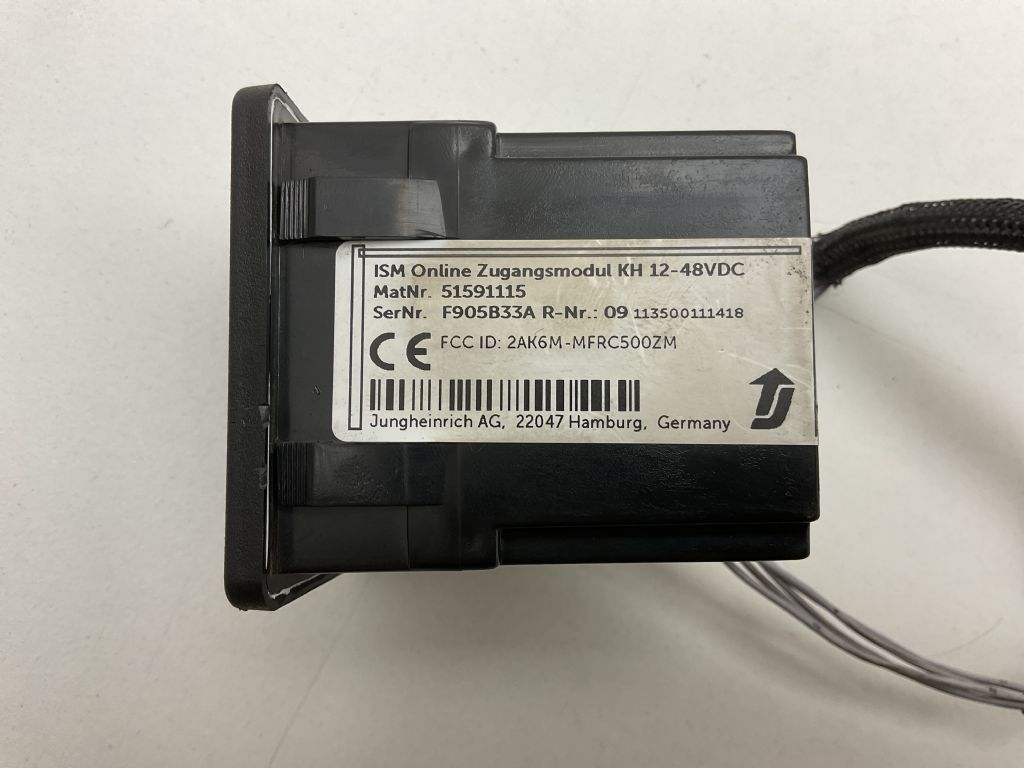 ISM Online Zugangsmodul KH 12-48VDC
MatNr. 51591115
SerNr. F905B33A R-Nr.: 09 113500111418
CE FCC ID: 2AK6M-MFRC500ZM
Jungheinrich AG, 22047 Hamburg, Germany